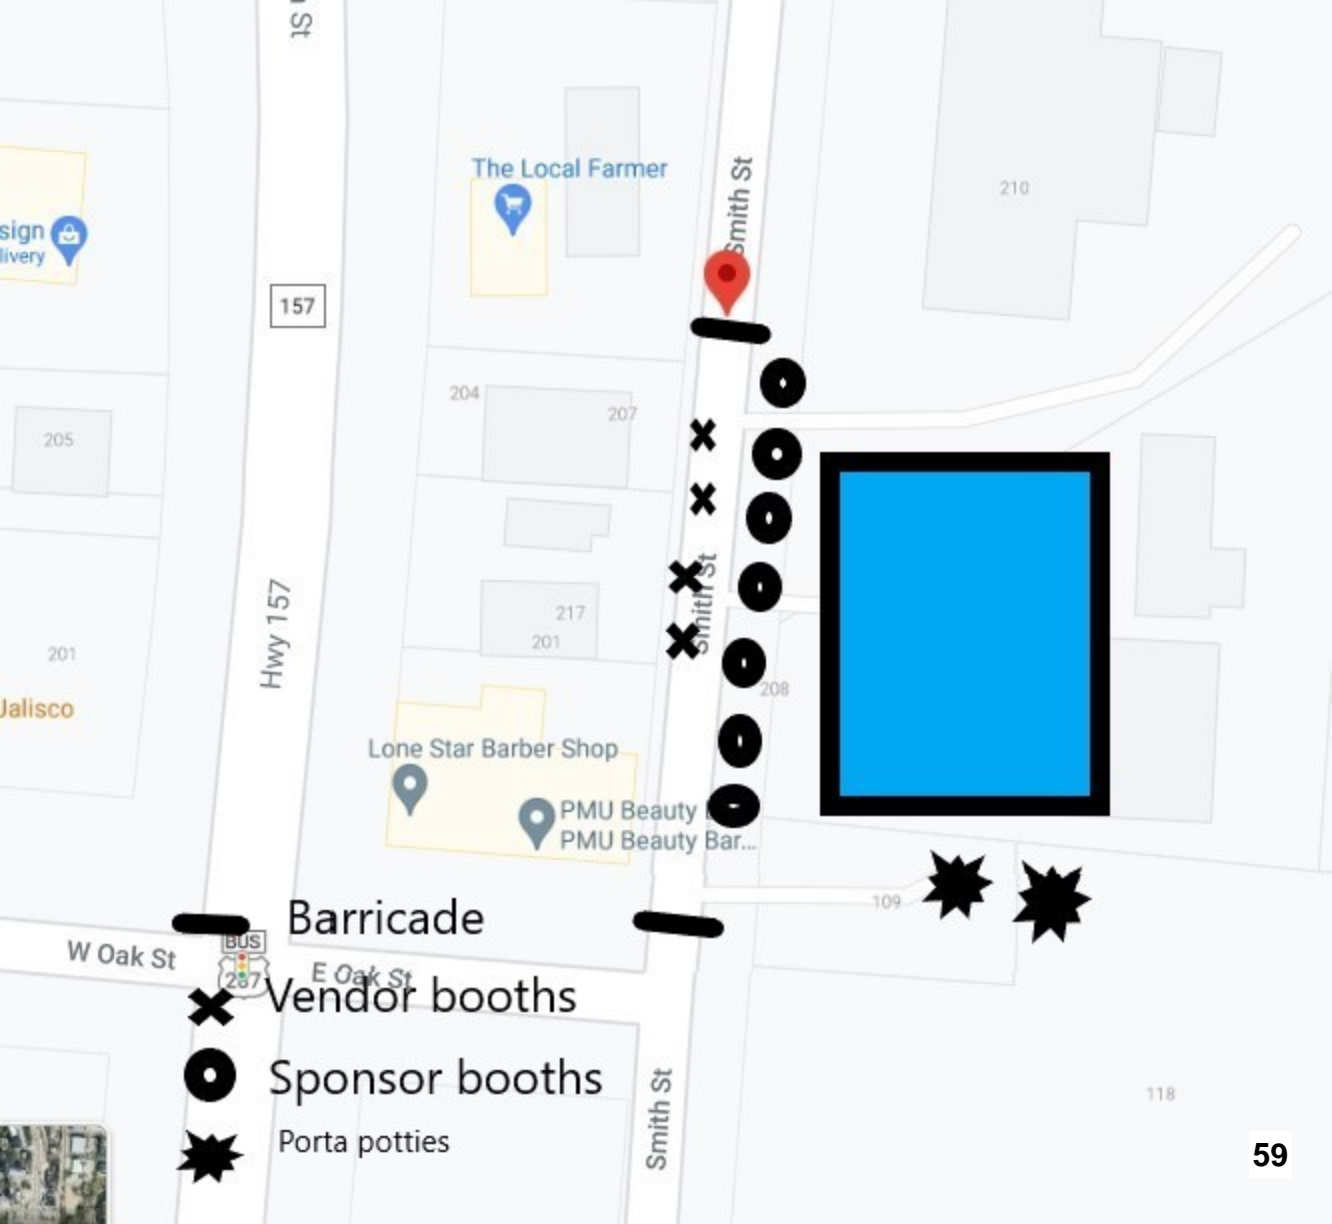 St
The Local Farmer
Smith St
210
sign
livery
157
204
207
205
Hwy 157
Smith St
217
201
201
208
Jalisco
Lone Star Barber Shop
PMU Beauty
PMU Beauty Bar...
109
Barricade
BUS
W Oak St
287
E Oak St
Vendor booths
Sponsor booths
Smith St
118
Porta potties
59